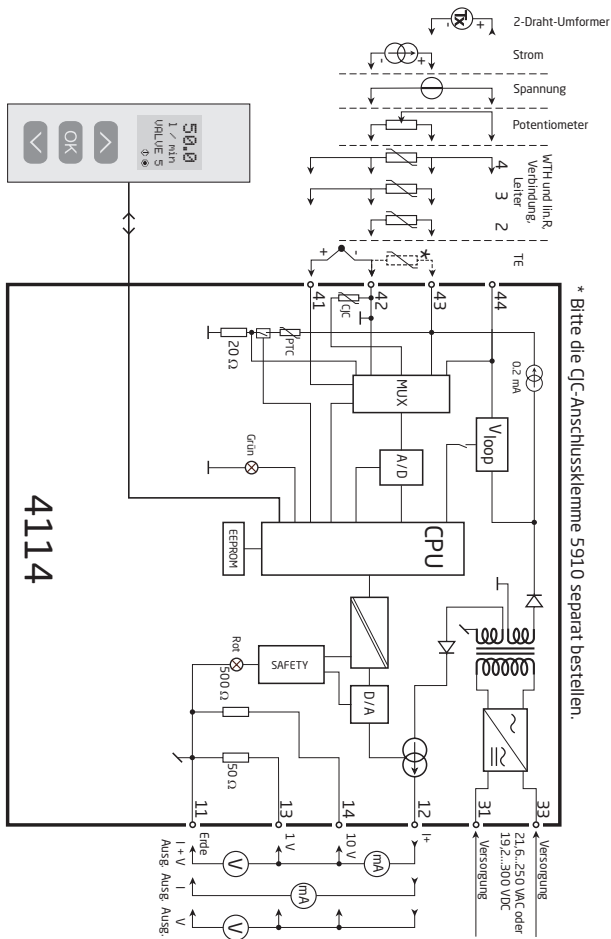 2-Draht-Umformer
Tx
-
+
Strom
-
+
Spannung
Potentiometer
WTH und lin.R,
Verbindung,
Leiter
4
3
2
TE
+
-
*
* Bitte die CJC-Anschlussklemme 5910 separat bestellen.
50.0
l / min
VALVE 5
OK
41
42
43
44
CJC
PTC
20 Ω
MUX
0.2 mA
Vloop
Grün
A/D
CPU
EEPROM
4114
Rot
SAFETY
D/A
500 Ω
50 Ω
11
13
14
12
31
33
Erde
1 V
10 V
I+
Versorgung
Versorgung
21,6...250 VAC oder
19,2...300 VDC
V
mA
I + V
Ausg.
mA
I
Ausg.
V
V
Ausg.